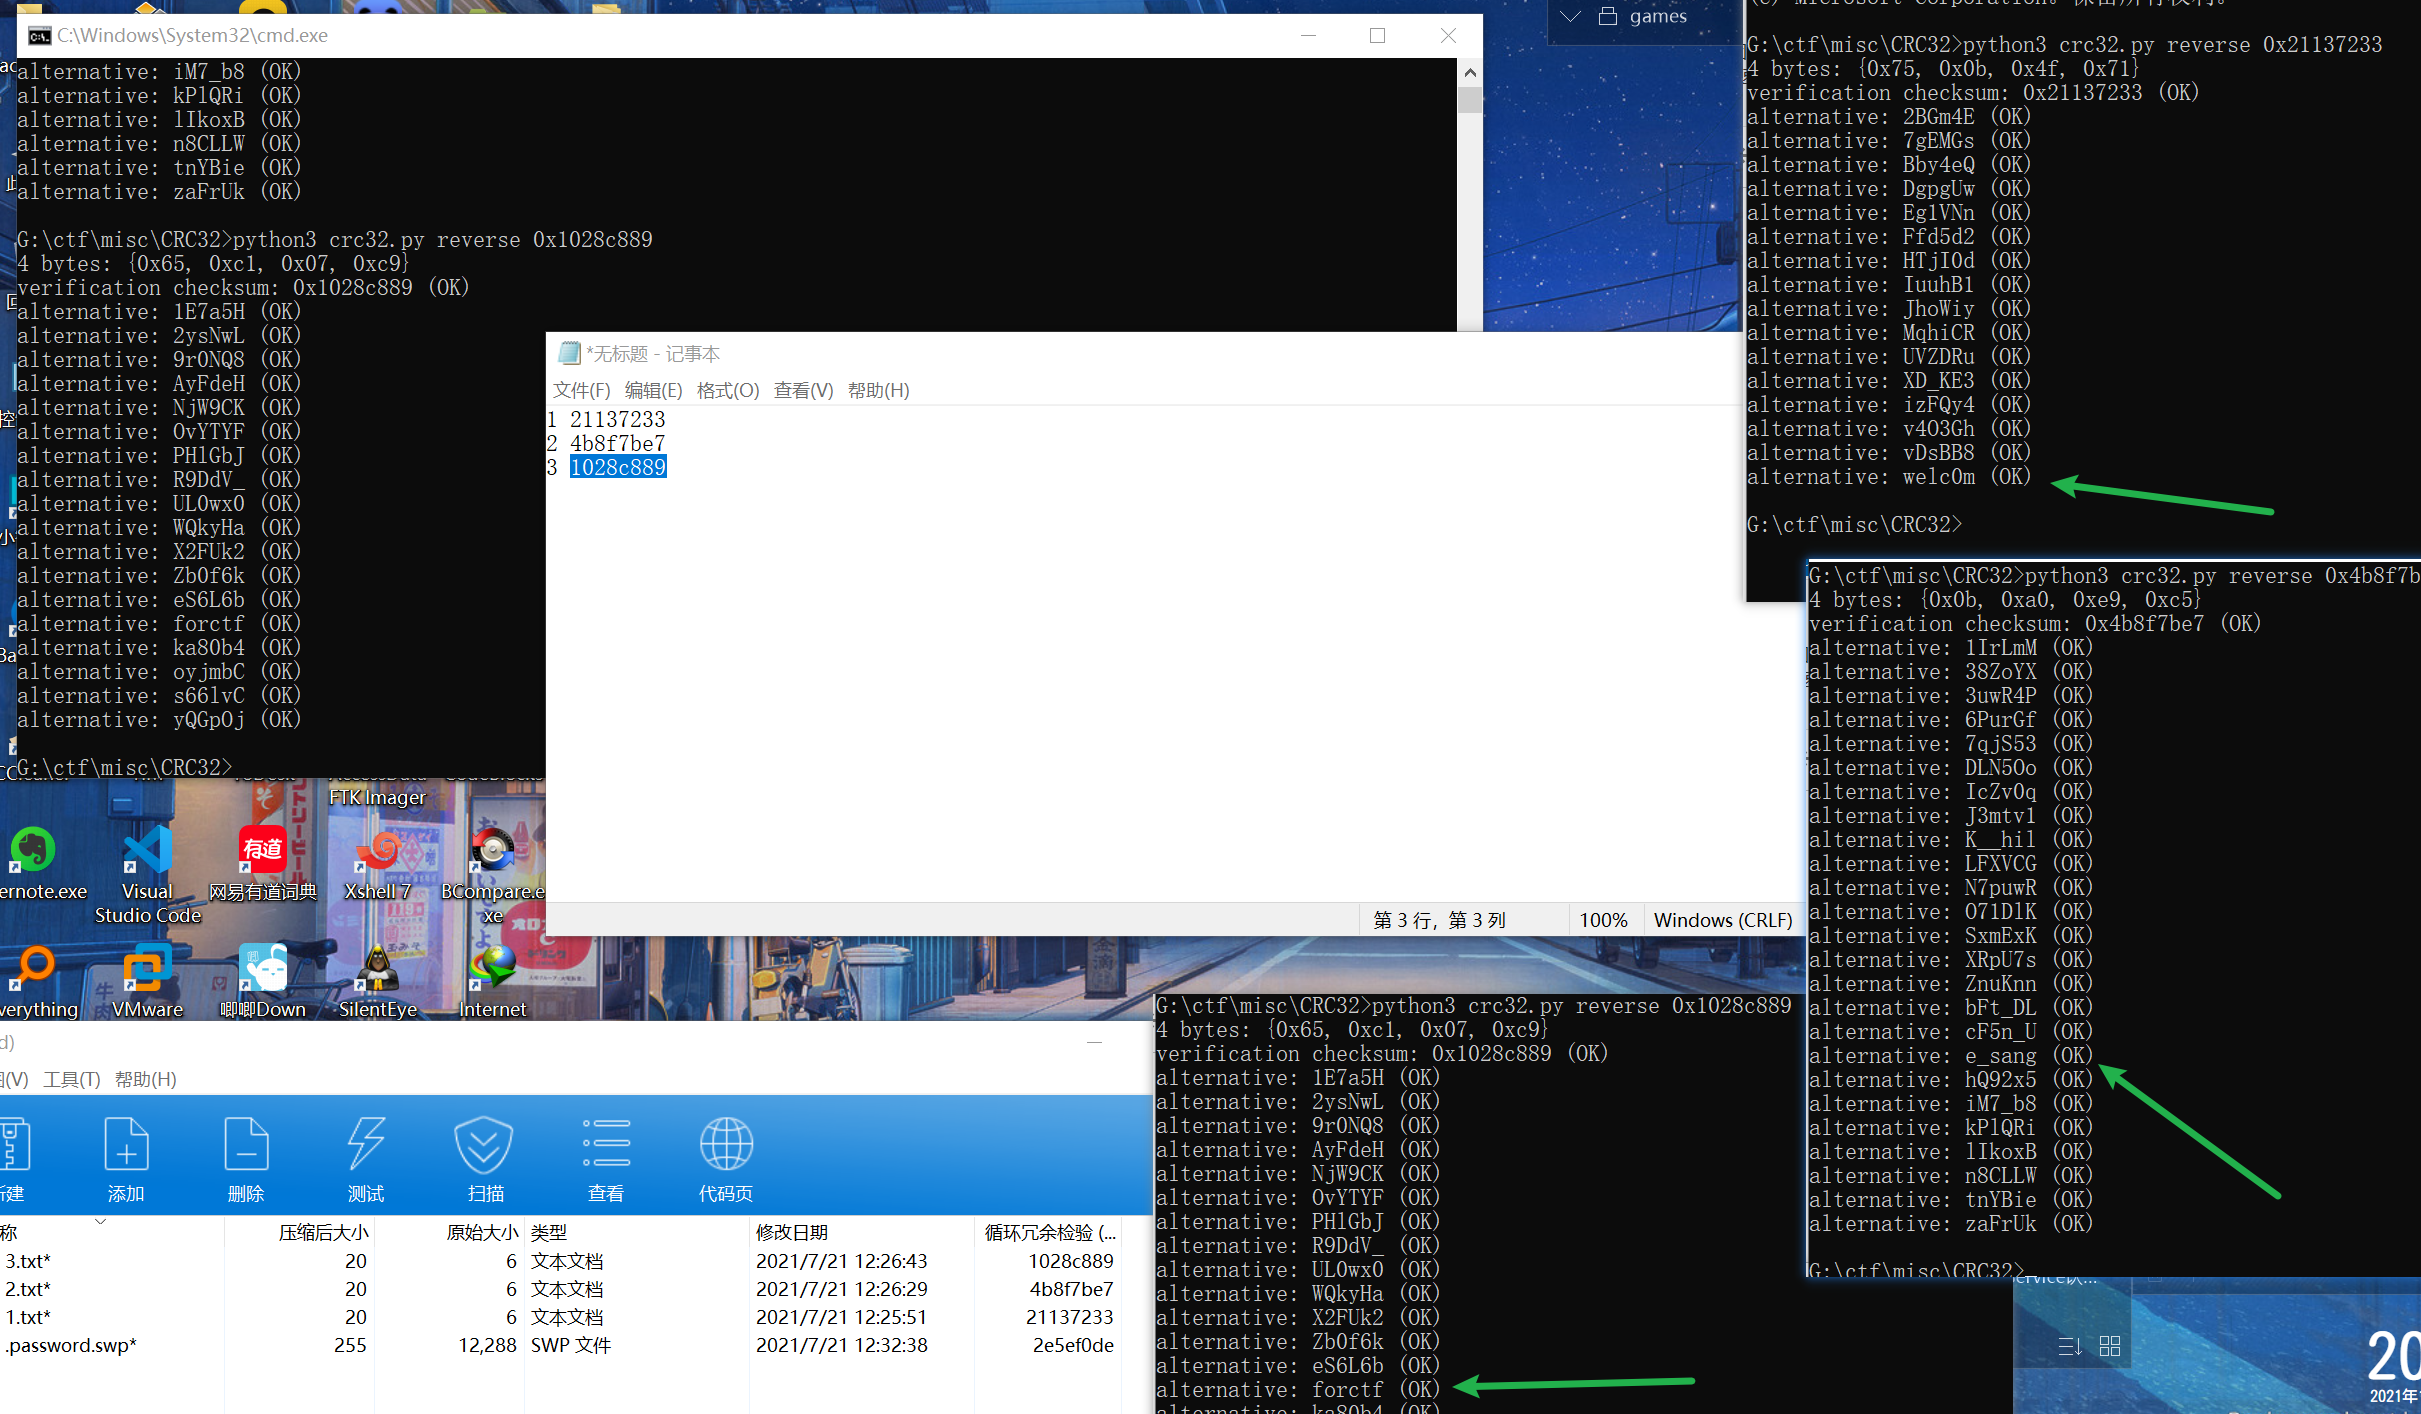 C:\Windows\System32\cmd.exe
alternative: iM7_b8 (OK)
alternative: kPlQRi (OK)
alternative: lIkoxB (OK)
alternative: n8CLLW (OK)
alternative: tnYBie (OK)
alternative: zaFrUk (OK)
G:\ctf\misc\CRC32>python3 crc32.py reverse 0x1028c889
4 bytes: {0x65, 0xc1, 0x07, 0xc9}
verification checksum: 0x1028c889 (OK)
alternative: 1E7a5H (OK)
alternative: 2ysNwL (OK)
alternative: 9r0NQ8 (OK)
alternative: AyFdeH (OK)
alternative: NjW9CK (OK)
alternative: OvYTYF (OK)
alternative: PHlGbJ (OK)
alternative: R9DdV_ (OK)
alternative: UL0wxO (OK)
alternative: WQkyHa (OK)
alternative: X2FUk2 (OK)
alternative: Zb0f6k (OK)
alternative: eS6L6b (OK)
alternative: forctf (OK)
alternative: ka80b4 (OK)
alternative: oyjmbC (OK)
alternative: s66lvC (OK)
alternative: yQGpOj (OK)
G:\ctf\misc\CRC32>
*无标题 - 记事本
文件(F) 编辑(E) 格式(O) 查看(V) 帮助(H)
1 21137233
2 4b8f7be7
3 1028c889
第 3 行，第 3 列 100% Windows (CRLF)
games
G:\ctf\misc\CRC32>python3 crc32.py reverse 0x21137233
4 bytes: {0x75, 0x0b, 0x4f, 0x71}
verification checksum: 0x21137233 (OK)
alternative: 2BGm4E (OK)
alternative: 7gEMGs (OK)
alternative: Bby4eQ (OK)
alternative: DgpgUw (OK)
alternative: EglVNn (OK)
alternative: Ffd5d2 (OK)
alternative: HTjI0d (OK)
alternative: IuuhB1 (OK)
alternative: JhoWiy (OK)
alternative: MqhiCR (OK)
alternative: UVZDRu (OK)
alternative: XD_KE3 (OK)
alternative: izFQy4 (OK)
alternative: v4O3Gh (OK)
alternative: vDsBB8 (OK)
alternative: welc0m (OK)
G:\ctf\misc\CRC32>
G:\ctf\misc\CRC32>python3 crc32.py reverse 0x4b8f7b
4 bytes: {0x0b, 0xa0, 0xe9, 0xc5}
verification checksum: 0x4b8f7be7 (OK)
alternative: 1IrLmM (OK)
alternative: 38ZoYX (OK)
alternative: 3uwR4P (OK)
alternative: 6PurGf (OK)
alternative: 7qjS53 (OK)
alternative: DLN5Oo (OK)
alternative: IcZv0q (OK)
alternative: J3mtv1 (OK)
alternative: K__hil (OK)
alternative: LFXVCG (OK)
alternative: N7puwR (OK)
alternative: O71DlK (OK)
alternative: SxmExK (OK)
alternative: XRpU7s (OK)
alternative: ZnuKnn (OK)
alternative: bFt_DL (OK)
alternative: cF5n_U (OK)
alternative: e_sang (OK)
alternative: hQ92x5 (OK)
alternative: iM7_b8 (OK)
alternative: kPlQRi (OK)
alternative: lIkoxB (OK)
alternative: n8CLLW (OK)
alternative: tnYBie (OK)
alternative: zaFrUk (OK)
G:\ctf\misc\CRC32>
FTK Imager
ernote.exe
Visual
Studio Code
有道
网易有道词典
Xshell 7
BCompare.e
xe
verything
VMware
唧唧Down
SilentEye
Internet
G:\ctf\misc\CRC32>python3 crc32.py reverse 0x1028c889
4 bytes: {0x65, 0xc1, 0x07, 0xc9}
verification checksum: 0x1028c889 (OK)
alternative: 1E7a5H (OK)
alternative: 2ysNwL (OK)
alternative: 9r0NQ8 (OK)
alternative: AyFdeH (OK)
alternative: NjW9CK (OK)
alternative: OvYTYF (OK)
alternative: PHlGbJ (OK)
alternative: R9DdV_ (OK)
alternative: UL0wxO (OK)
alternative: WQkyHa (OK)
alternative: X2FUk2 (OK)
alternative: Zb0f6k (OK)
alternative: eS6L6b (OK)
alternative: forctf (OK)
alternative: ka80b4 (OK)
d)
(V) 工具(T) 帮助(H)
新建 添加 删除 测试 扫描 查看 代码页
称 压缩后大小 原始大小 类型 修改日期 循环冗余检验 (...
3.txt* 20 6 文本文档 2021/7/21 12:26:43 1028c889
2.txt* 20 6 文本文档 2021/7/21 12:26:29 4b8f7be7
1.txt* 20 6 文本文档 2021/7/21 12:25:51 21137233
.password.swp* 255 12,288 SWP 文件 2021/7/21 12:32:38 2e5ef0de
20
2021年